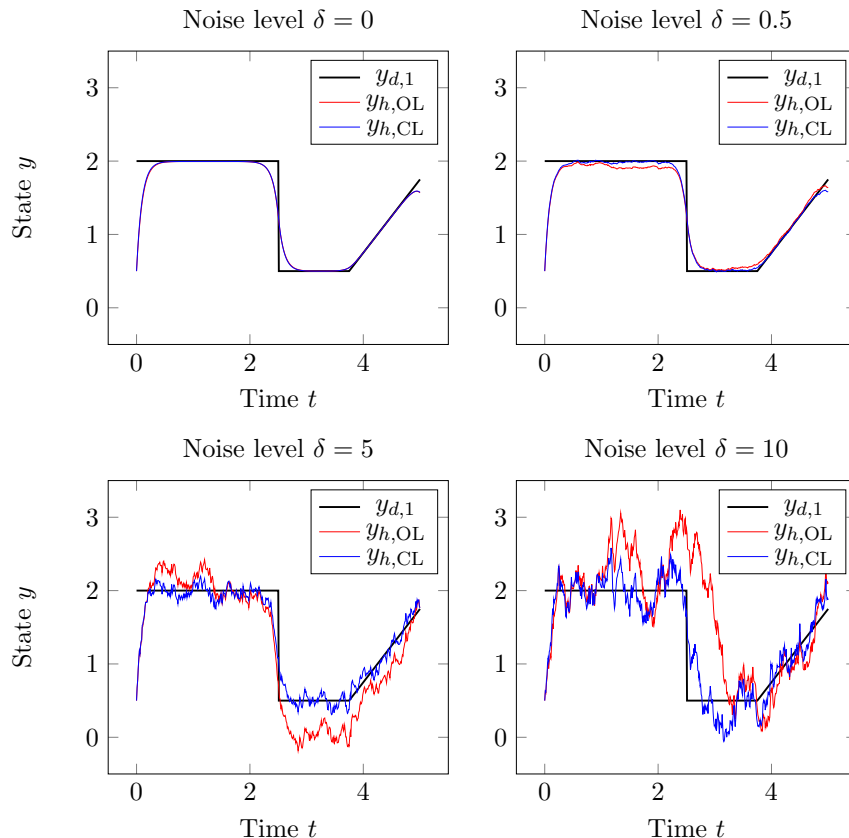 Noise level δ = 0
y_{d,1}
y_{h,OL}
y_{h,CL}
State y
3
2
1
0
0
2
4
Time t
Noise level δ = 0.5
y_{d,1}
y_{h,OL}
y_{h,CL}
3
2
1
0
0
2
4
Time t
Noise level δ = 5
y_{d,1}
y_{h,OL}
y_{h,CL}
State y
3
2
1
0
0
2
4
Time t
Noise level δ = 10
y_{d,1}
y_{h,OL}
y_{h,CL}
3
2
1
0
0
2
4
Time t